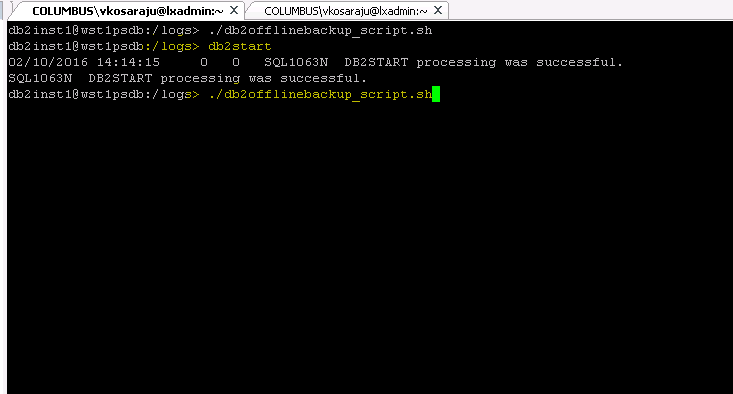 COLUMBUS\vkosaraju@lxadmin:~ X COLUMBUS\vkosaraju@lxadmin:~ X
db2inst1@wst1psdb:/logs> ./db2offlinebackup_script.sh
db2inst1@wst1psdb:/logs> db2start
02/10/2016 14:14:15     0   0   SQL1063N  DB2START processing was successful.
SQL1063N  DB2START processing was successful.
db2inst1@wst1psdb:/logs> ./db2offlinebackup_script.sh